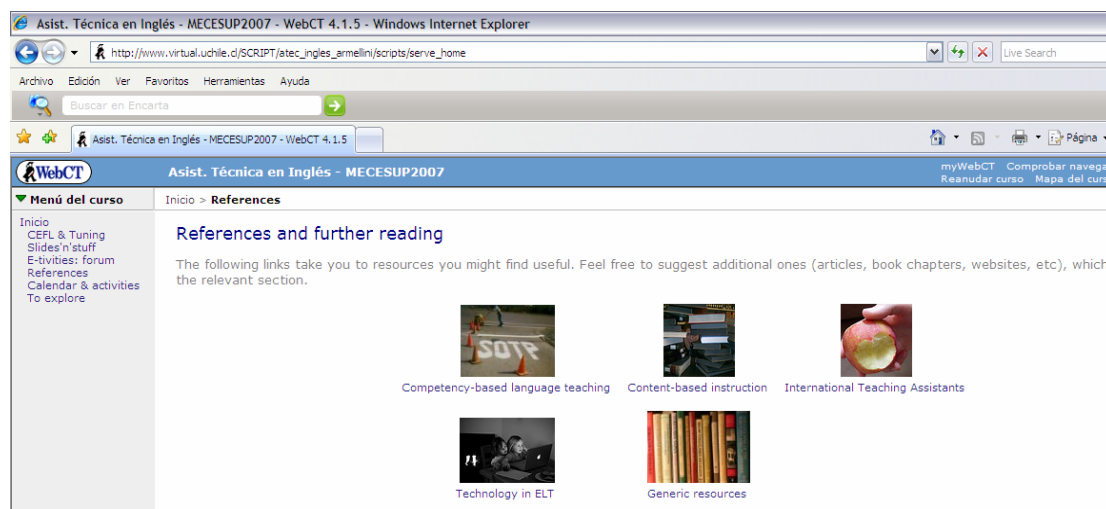 Asist. Técnica en Inglés - MECESUP2007 - WebCT 4.1.5 - Windows Internet Explorer
http://www.virtual.uchile.cl/SCRIPT/atec_ingles_armellini/scripts/serve_home
Live Search
Archivo Edición Ver Favoritos Herramientas Ayuda
Buscar en Encarta
Asist. Técnica en Inglés - MECESUP2007 - WebCT 4.1.5
Página
WebCT
Asist. Técnica en Inglés - MECESUP2007
myWebCT Comprobar navega
Reanudar curso Mapa del curs
Menú del curso
Inicio > References
Inicio
CEFL & Tuning
Slides'n'stuff
E-tivities: forum
References
Calendar & activities
To explore
References and further reading
The following links take you to resources you might find useful. Feel free to suggest additional ones (articles, book chapters, websites, etc), which
the relevant section.
SOTP
Competency-based language teaching
Content-based instruction
International Teaching Assistants
Technology in ELT
Generic resources